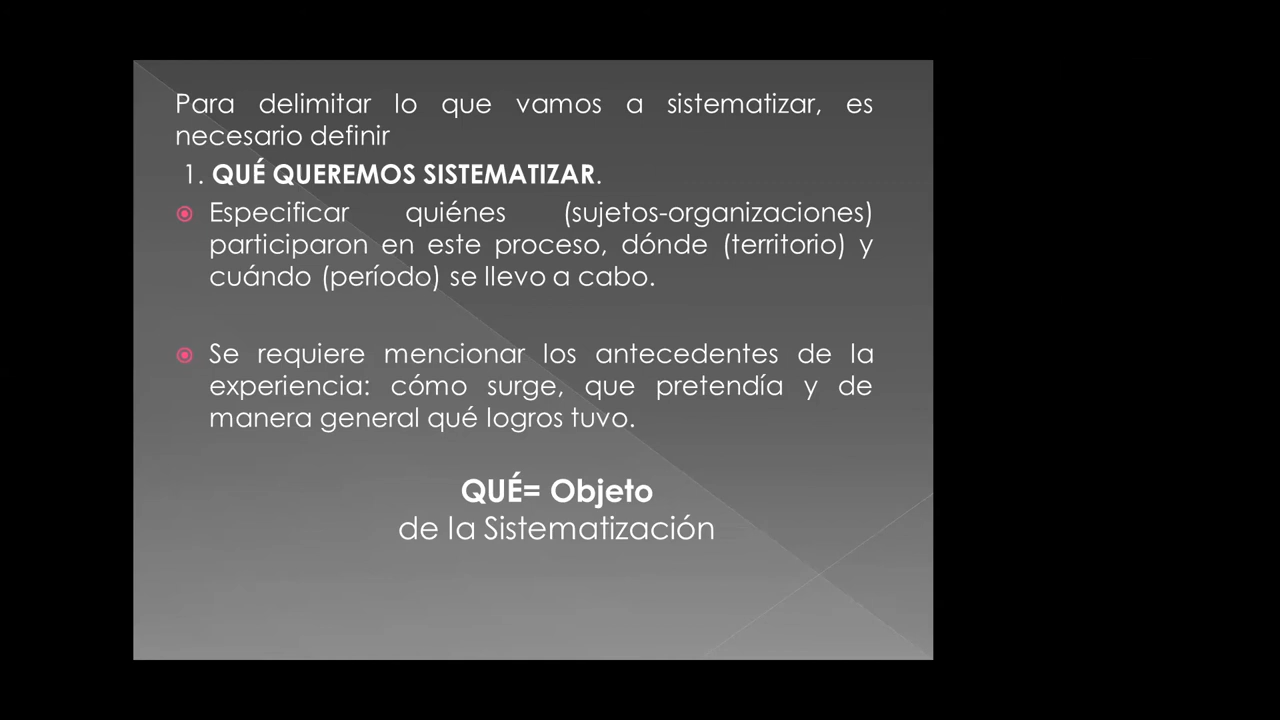 Para delimitar lo que vamos a sistematizar, es
necesario definir
1. QUÉ QUEREMOS SISTEMATIZAR.
Especificar quiénes (sujetos-organizaciones)
participaron en este proceso, dónde (territorio) y
cuándo (período) se llevo a cabo.
Se requiere mencionar los antecedentes de la
experiencia: cómo surge, que pretendía y de
manera general qué logros tuvo.
QUÉ= Objeto
de la Sistematización